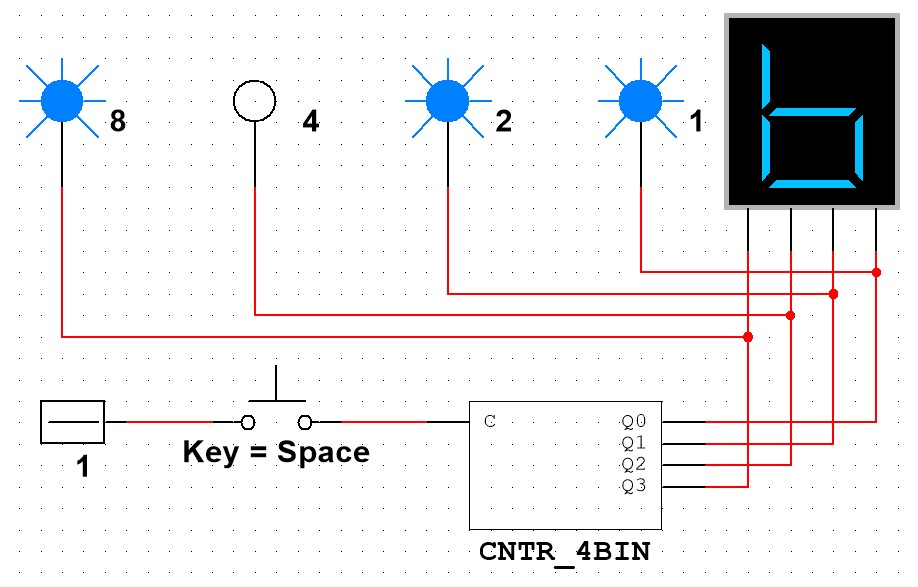 8
4
2
1
b
Key = Space
1
C
Q0
Q1
Q2
Q3
CNTR_4BIN